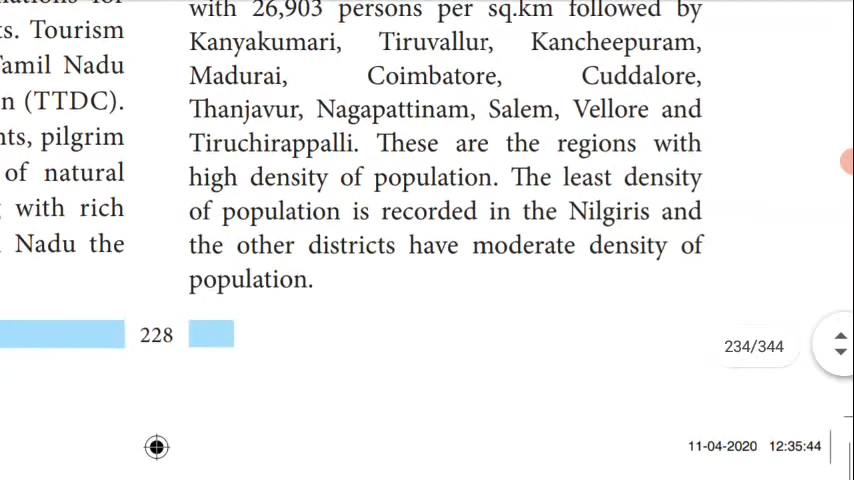 ts. Tourism
Tamil Nadu
n (TTDC).
nts, pilgrim
of natural
with rich
Nadu the
with 26,903 persons per sq.km followed by
Kanyakumari, Tiruvallur, Kancheepuram,
Madurai, Coimbatore, Cuddalore,
Thanjavur, Nagapattinam, Salem, Vellore and
Tiruchirappalli. These are the regions with
high density of population. The least density
of population is recorded in the Nilgiris and
the other districts have moderate density of
population.
228
234/344
11-04-2020 12:35:44